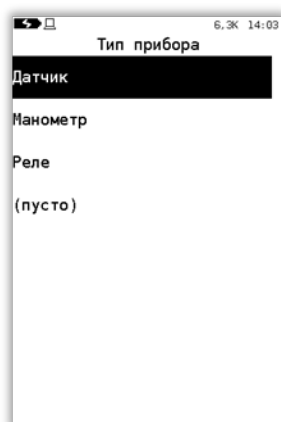 6,3K 14:03
Тип прибора
Датчик
Манометр
Реле
(пусто)